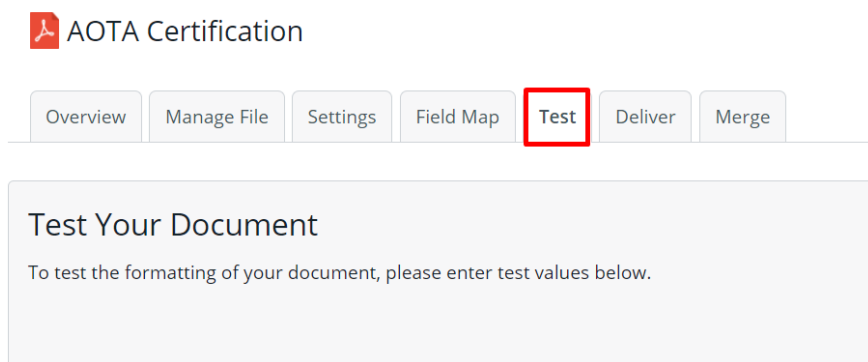 AOTA Certification
Overview Manage File Settings Field Map Test Deliver Merge
Test Your Document
To test the formatting of your document, please enter test values below.